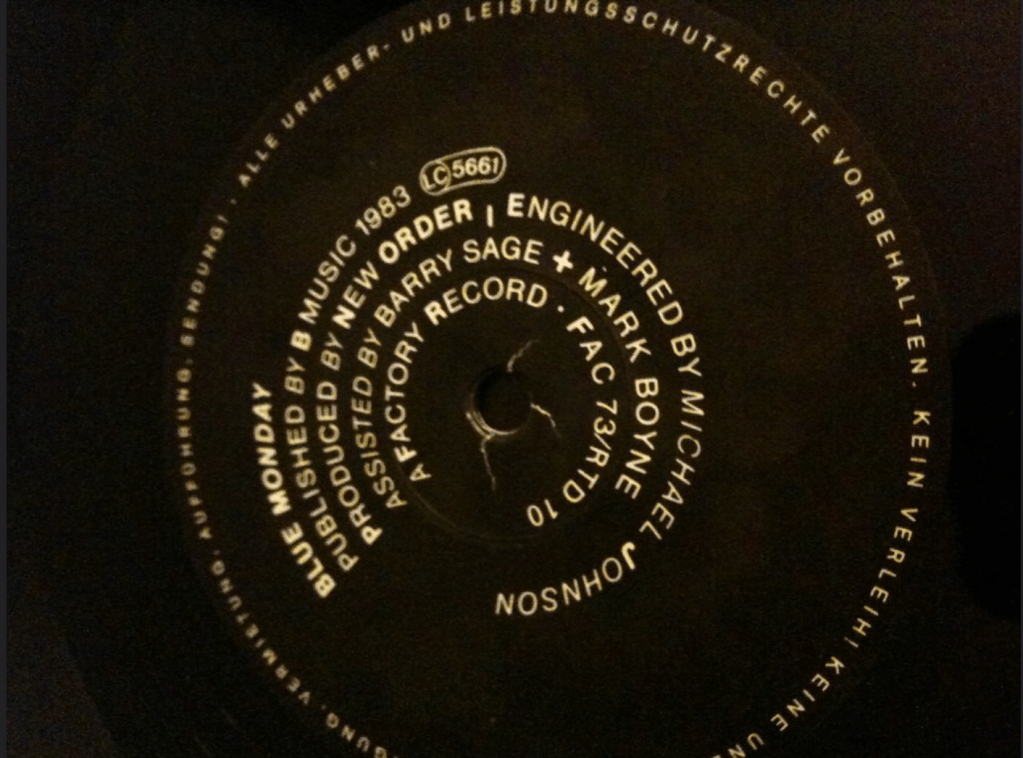 ALLE URHEBER- UND LEISTUNGSSCHUTZRECHTE VORBEHALTEN. KEIN VERLEIH! KEINE
VERMIETUNG, AUFFÜHRUNG, SENDUNG! ·
LC 5661
BLUE MONDAY
PUBLISHED BY B MUSIC 1983
PRODUCED BY NEW ORDER | ENGINEERED BY MICHAEL JOHNSON
ASSISTED BY BARRY SAGE + MARK BOYNE
A FACTORY RECORD · FAC 73/RTD 10